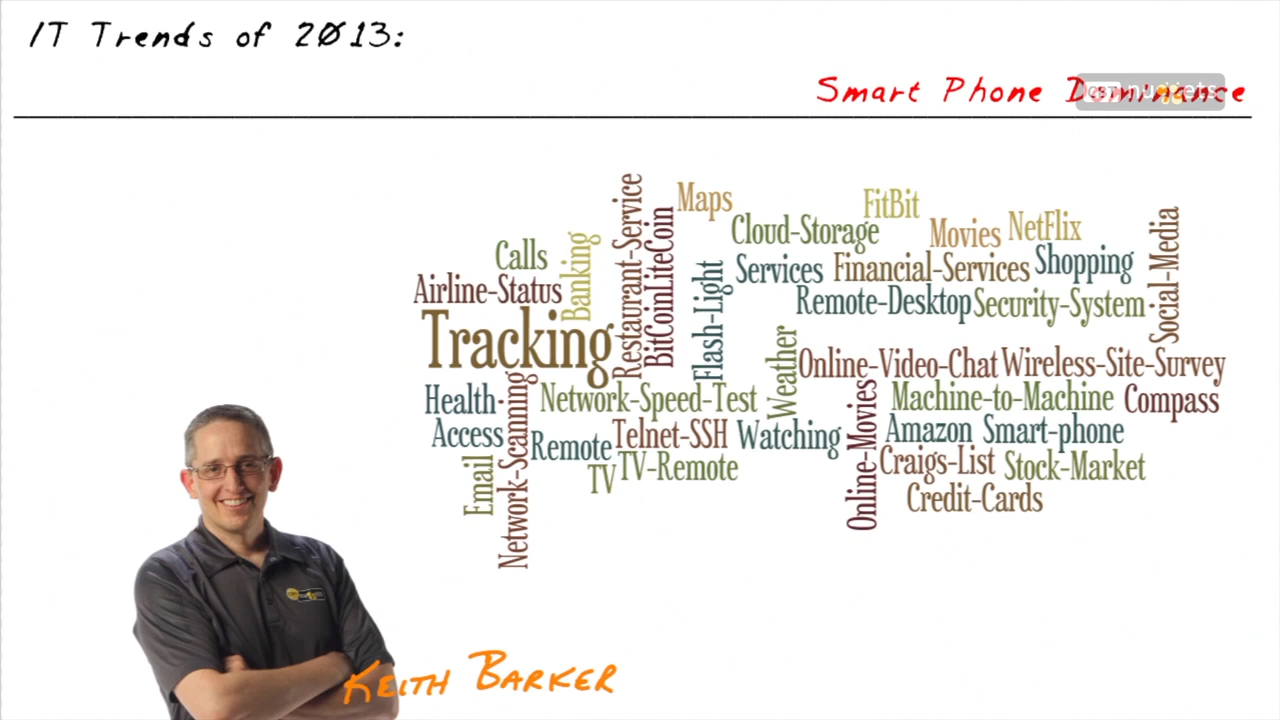 IT Trends of 2013:
Smart Phone Dominance
cbt nuggets
Maps
FitBit
Cloud-Storage
Movies
NetFlix
Calls
Banking
Restaurant-Service
BitCoinLiteCoin
Services
Financial-Services
Shopping
Social-Media
Airline-Status
Flash-Light
Remote-Desktop
Security-System
Tracking
Weather
Online-Video-Chat
Wireless-Site-Survey
Health-
Network-Scanning
Network-Speed-Test
Machine-to-Machine
Compass
Access
Remote
Telnet-SSH
Watching
Online-Movies
Amazon
Smart-phone
Email
TV
TV-Remote
Craigs-List
Stock-Market
Credit-Cards
KEITH BARKER